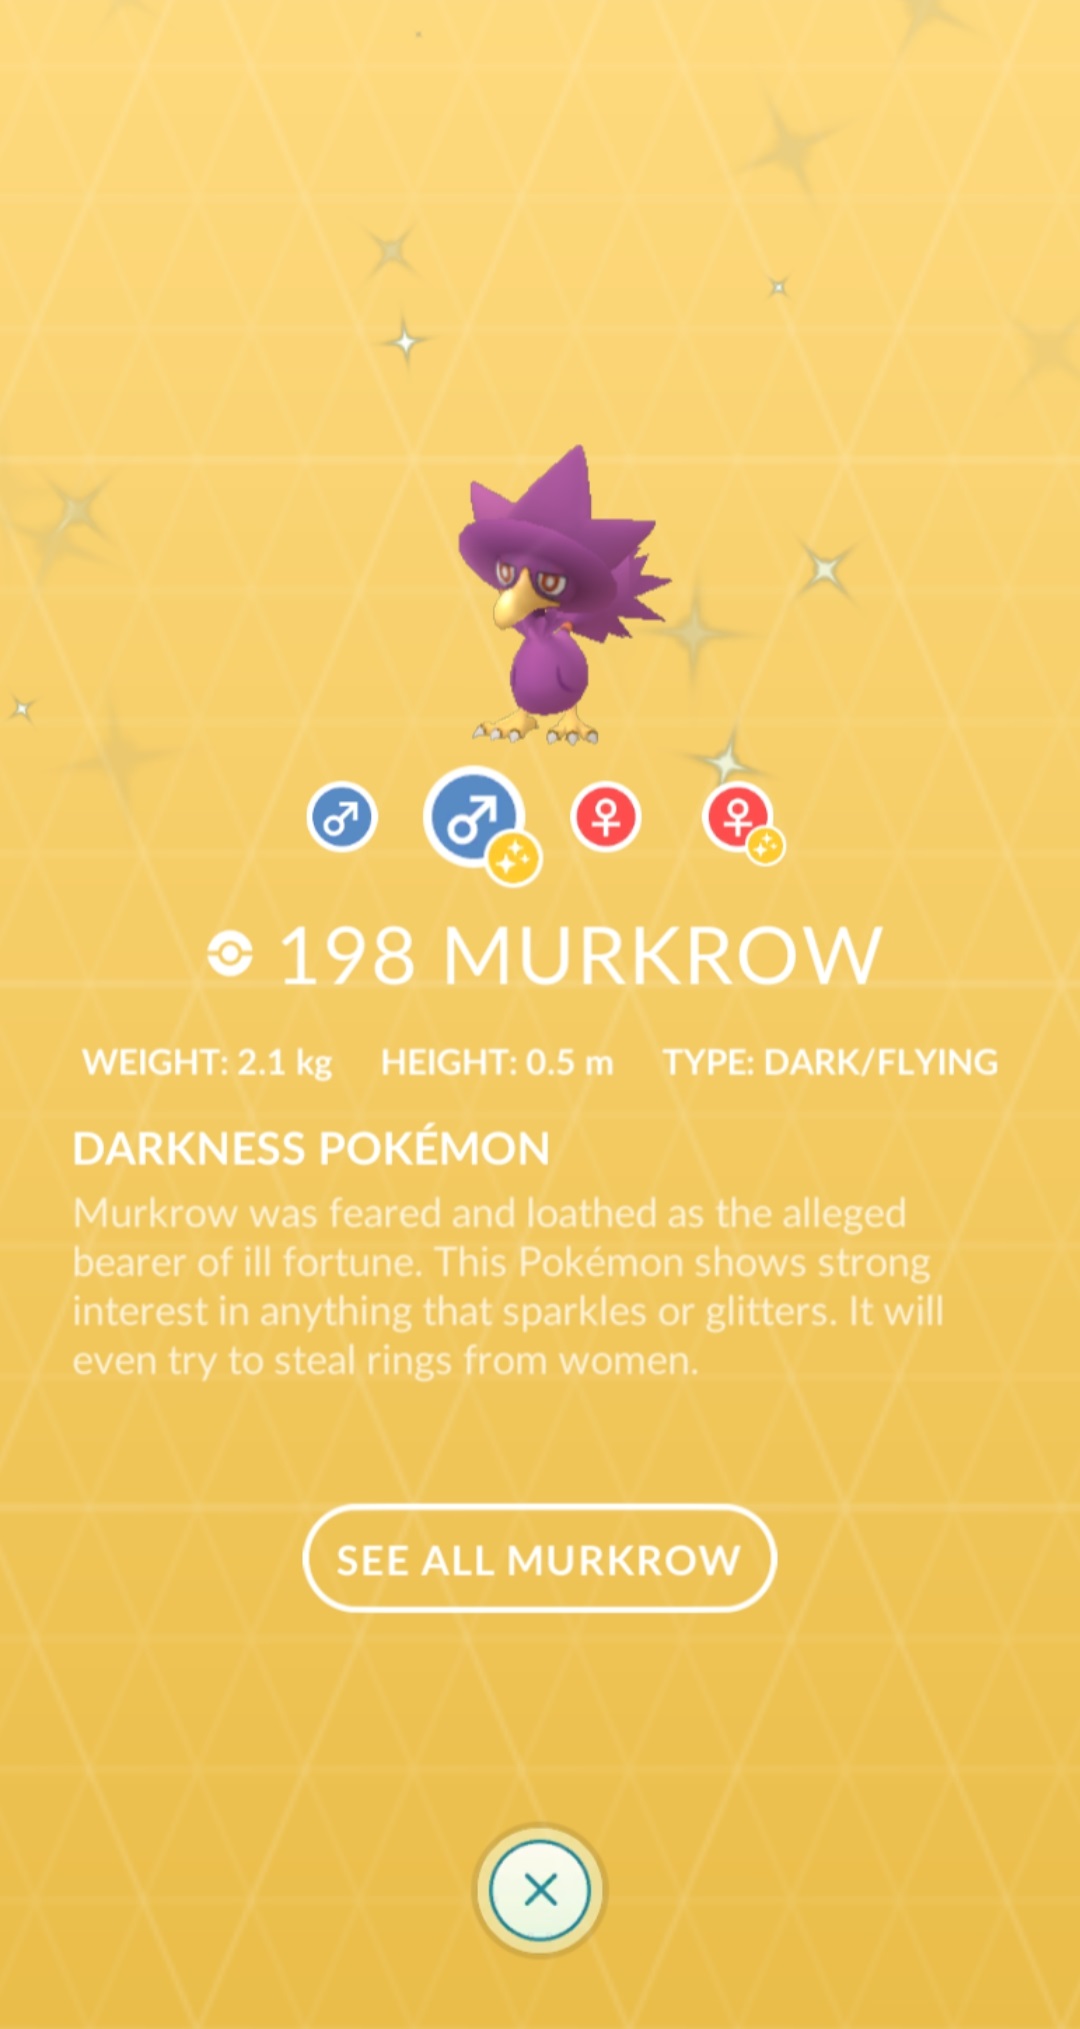 198 MURKROW
WEIGHT: 2.1 kg HEIGHT: 0.5 m TYPE: DARK/FLYING
DARKNESS POKÉMON
Murkrow was feared and loathed as the alleged
bearer of ill fortune. This Pokémon shows strong
interest in anything that sparkles or glitters. It will
even try to steal rings from women.
SEE ALL MURKROW